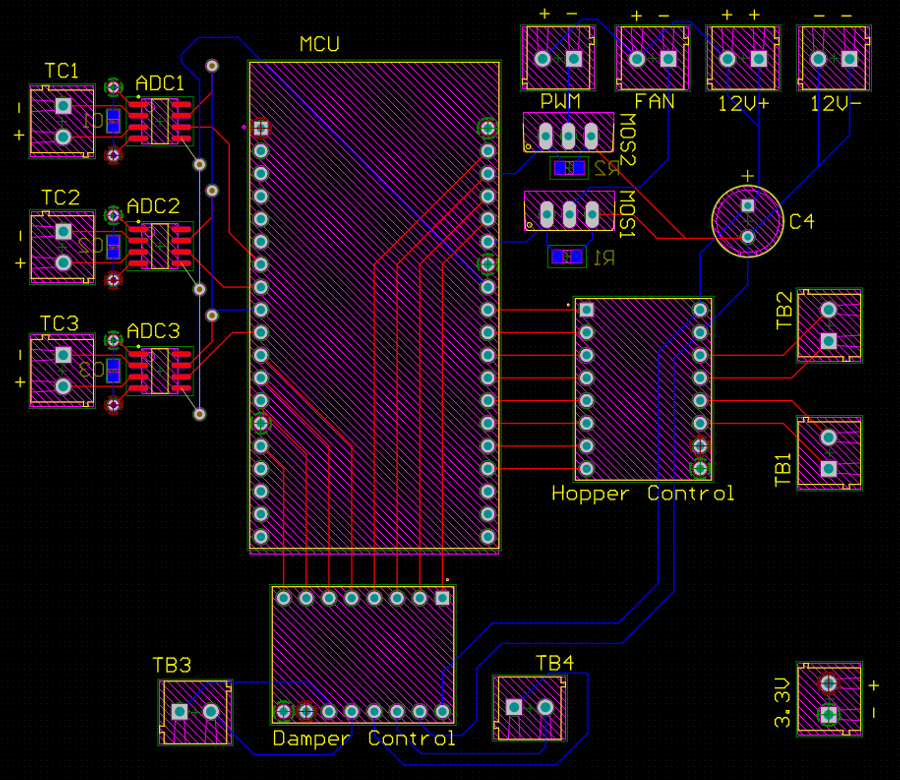 + -
+ -
+ +
- -
MCU
PWM
FAN
12V+
12V-
TC1
ADC1
-
+
C1
MOS2
R2
TC2
ADC2
-
+
C2
MOS1
R1
+
C4
TC3
ADC3
-
+
C3
TB2
TB1
Hopper Control
TB3
TB4
3.3V
+
-
Damper Control